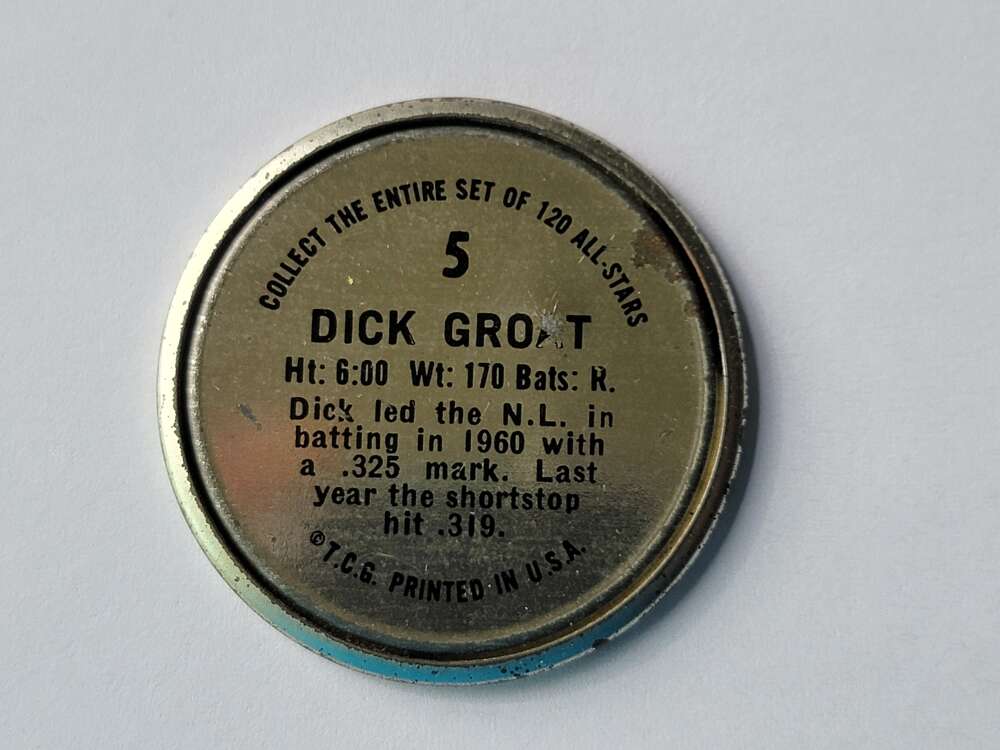 COLLECT THE ENTIRE SET OF 120 ALL-STARS
5
DICK GROAT
Ht: 6:00 Wt: 170 Bats: R.
Dick led the N.L. in
batting in 1960 with
a .325 mark. Last
year the shortstop
hit .319.
©T.C.G. PRINTED IN U.S.A.